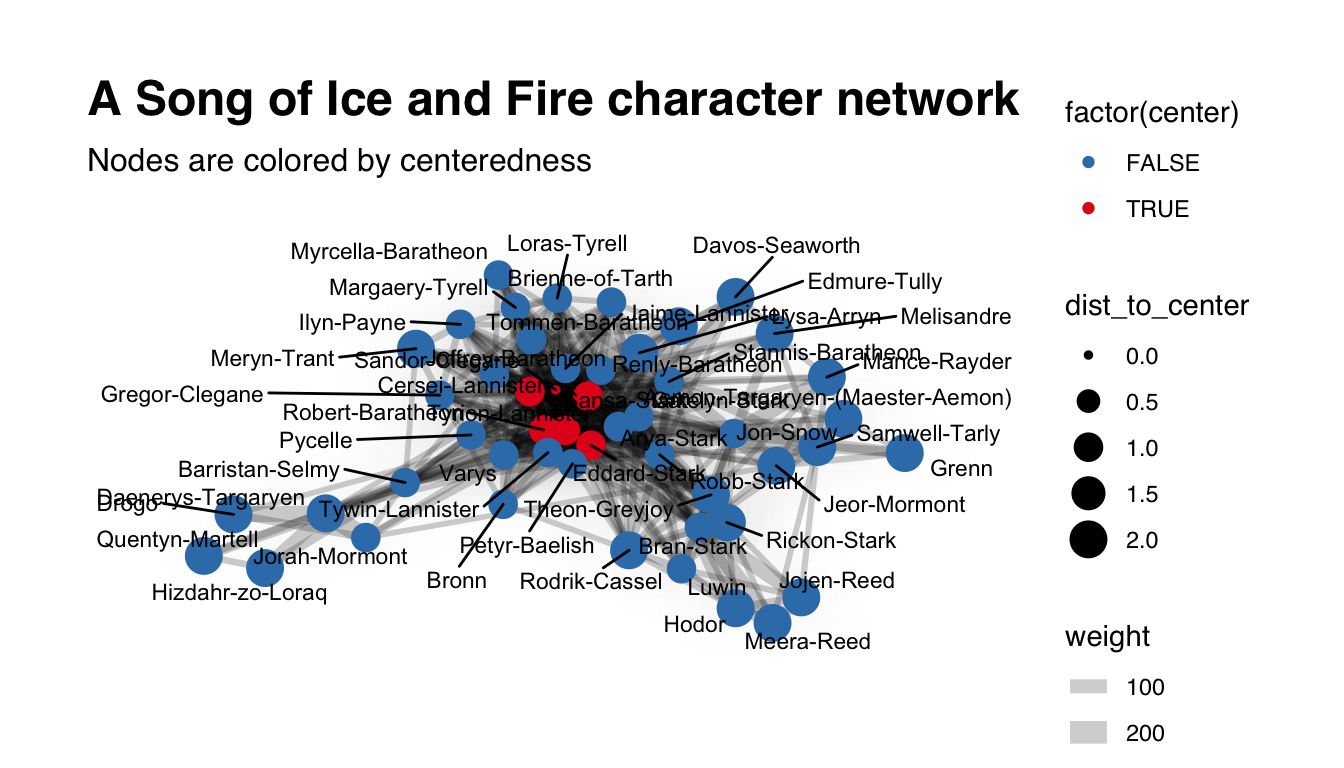 A Song of Ice and Fire character network
Nodes are colored by centeredness
Myrcella-Baratheon
Loras-Tyrell
Davos-Seaworth
Margaery-Tyrell
Brienne-of-Tarth
Edmure-Tully
Ilyn-Payne
Tommen-Baratheon
Jaime-Lannister
Lysa-Arryn
Melisandre
Meryn-Trant
Sandor-Clegane
Joffrey-Baratheon
Renly-Baratheon
Stannis-Baratheon
Mance-Rayder
Gregor-Clegane
Cersei-Lannister
Sansa-Stark
Catelyn-Stark
Aemon-Targaryen-(Maester-Aemon)
Robert-Baratheon
Tyrion-Lannister
Pycelle
Arya-Stark
Jon-Snow
Samwell-Tarly
Barristan-Selmy
Varys
Eddard-Stark
Robb-Stark
Grenn
Daenerys-Targaryen
Drogo
Tywin-Lannister
Theon-Greyjoy
Jeor-Mormont
Quentyn-Martell
Jorah-Mormont
Petyr-Baelish
Bran-Stark
Rickon-Stark
Hizdahr-zo-Loraq
Bronn
Rodrik-Cassel
Luwin
Jojen-Reed
Hodor
Meera-Reed
factor(center)
FALSE
TRUE
dist_to_center
0.0
0.5
1.0
1.5
2.0
weight
100
200